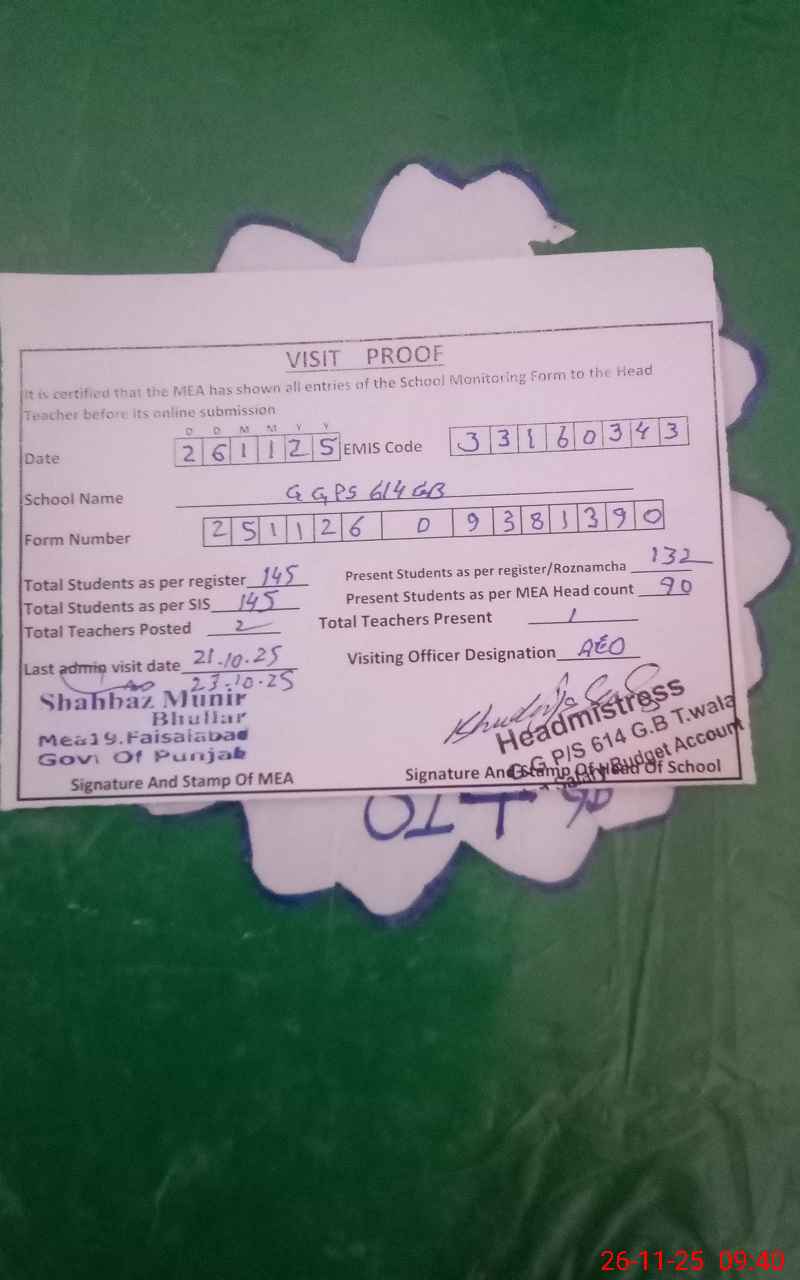 VISIT PROOF
It is certified that the MEA has shown all entries of the School Monitoring Form to the Head
Teacher before its online submission
D D M M Y Y
Date 2 6 1 1 2 5 EMIS Code 3 3 1 6 0 3 4 3
School Name G G PS 614 GB
Form Number 2 5 1 1 2 6 0 9 3 8 1 3 9 0
Total Students as per register 145 Present Students as per register/Roznamcha 132
Total Students as per SIS 145 Present Students as per MEA Head count 90
Total Teachers Posted 2 Total Teachers Present 1
Last admin visit date 21.10.25 Visiting Officer Designation AEO
23.10.25
Shahbaz Munir
Bhullar
Mea19.Faisalabad
Govt Of Punjab
Signature And Stamp Of MEA
Headmistress
G.G P/S 614 G.B T.wala
Salary Budget Account
Signature And Stamp Of Head Of School
26-11-25 09:40